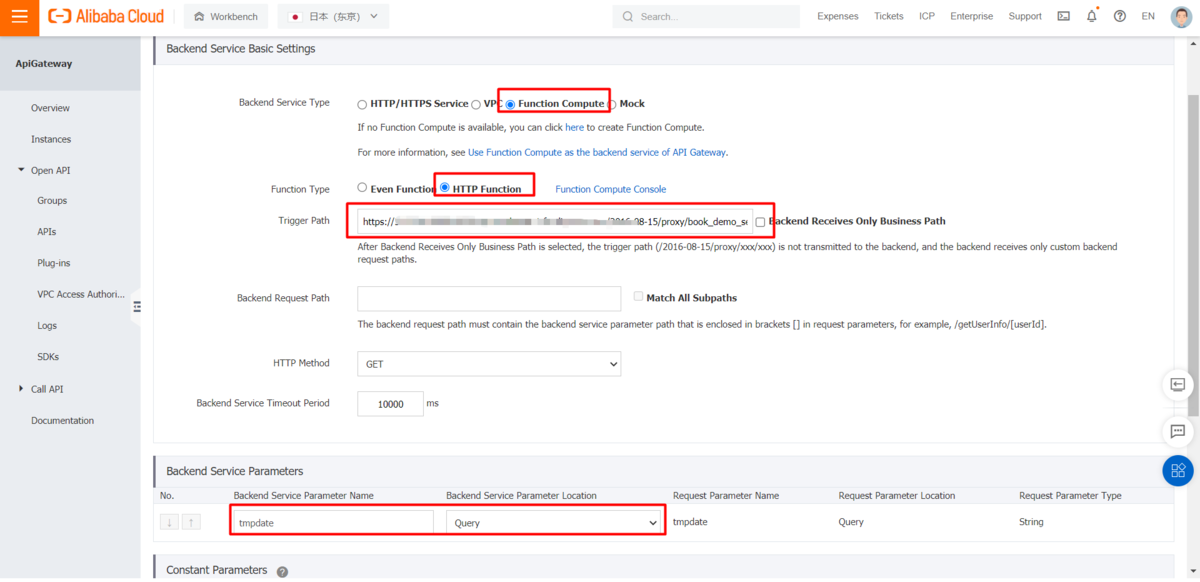 Alibaba Cloud
Workbench
日本（东京）
Search...
Expenses
Tickets
ICP
Enterprise
Support
EN
ApiGateway
Overview
Instances
Open API
Groups
APIs
Plug-ins
VPC Access Authori...
Logs
SDKs
Call API
Documentation
Backend Service Basic Settings
Backend Service Type
HTTP/HTTPS Service
VPC
Function Compute
Mock
If no Function Compute is available, you can click here to create Function Compute.
For more information, see Use Function Compute as the backend service of API Gateway.
Function Type
Even Function
HTTP Function
Function Compute Console
Trigger Path
https://
/2016-08-15/proxy/book_demo_se
Backend Receives Only Business Path
After Backend Receives Only Business Path is selected, the trigger path (/2016-08-15/proxy/xxx/xxx) is not transmitted to the backend, and the backend receives only custom backend
request paths.
Backend Request Path
Match All Subpaths
The backend request path must contain the backend service parameter path that is enclosed in brackets [] in request parameters, for example, /getUserInfo/[userId].
HTTP Method
GET
Backend Service Timeout Period
10000
ms
Backend Service Parameters
No.
Backend Service Parameter Name
Backend Service Parameter Location
Request Parameter Name
Request Parameter Location
Request Parameter Type
↓
↑
tmpdate
Query
tmpdate
Query
String
Constant Parameters